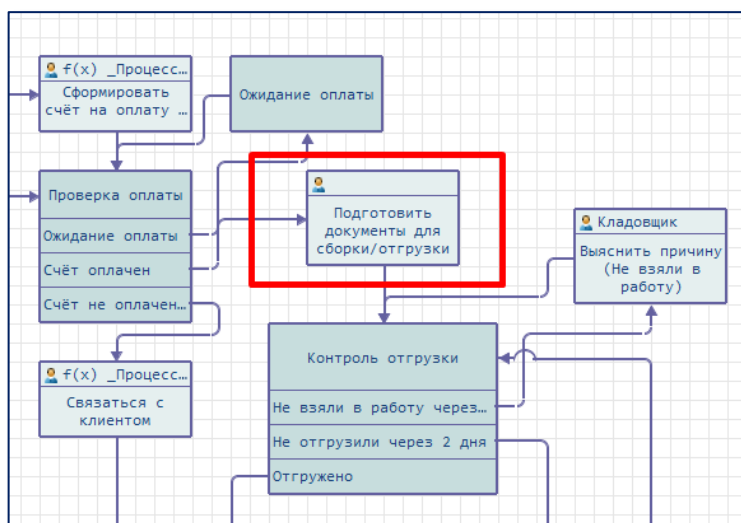 f(x) _Процесс…
Сформировать
счёт на оплату …
Ожидание оплаты
Проверка оплаты
Ожидание оплаты
Счёт оплачен
Счёт не оплачен…
Подготовить
документы для
сборки/отгрузки
Кладовщик
Выяснить причину
(Не взяли в
работу)
f(x) _Процесс…
Связаться с
клиентом
Контроль отгрузки
Не взяли в работу через…
Не отгрузили через 2 дня
Отгружено